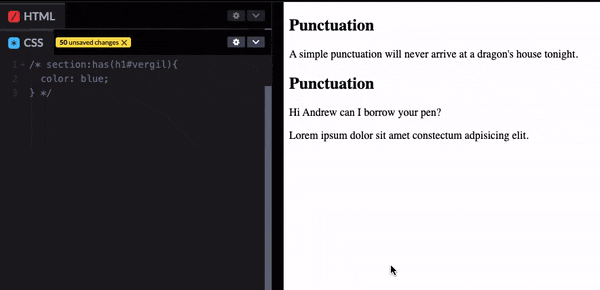 HTML
CSS 50 unsaved changes X
1 /* section:has(h1#vergil){
2 color: blue;
3 } */
Punctuation
A simple punctuation will never arrive at a dragon's house tonight.
Punctuation
Hi Andrew can I borrow your pen?
Lorem ipsum dolor sit amet constectum adpisicing elit.